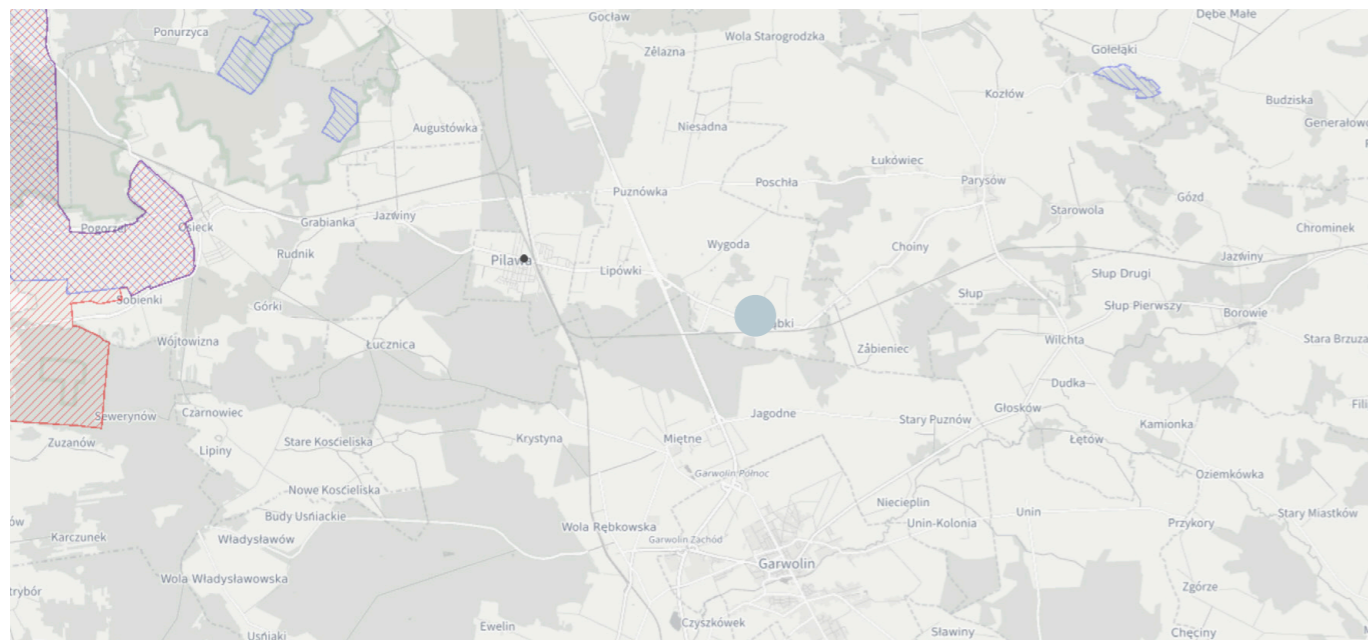 Dębe Małe
Gocław
Ponurzyca
Wola Starogrodzka
Żelazna
Gołełąki
Kozłów
Budziska
Augustówka
Niesadna
Łukówiec
Puznówka
Poschła
Parysów
Gózd
Starowola
Jazwiny
Grabianka
Pogorzel
Osieck
Chrominek
Wygoda
Choiny
Rudnik
Jazwiny
Pilawa
Lipówki
Słup Drugi
Słup
Sobienki
Górki
Słup Pierwszy
Borowie
Wójtowizna
Łucznica
Wilchta
Stara Brzuza
Żabieniec
Dudka
Sewerynów
Czarnowiec
Jagodne
Stary Puznów
Głosków
Kamionka
Zuzanów
Lipiny
Stare Kościeliska
Krystyna
Miętne
Łętów
Garwolin Północ
Oziemkówka
Nowe Kościeliska
Niecieplin
Budy Uśniackie
Unin
Stary Miastków
Karczunek
Władysławów
Wola Rębkowska
Unin-Kolonia
Przykory
Garwolin Zachód
Garwolin
Wola Władysławowska
Zgórze
Ewelin
Czyszkówek
Sławiny
Chęciny
Uśniaki